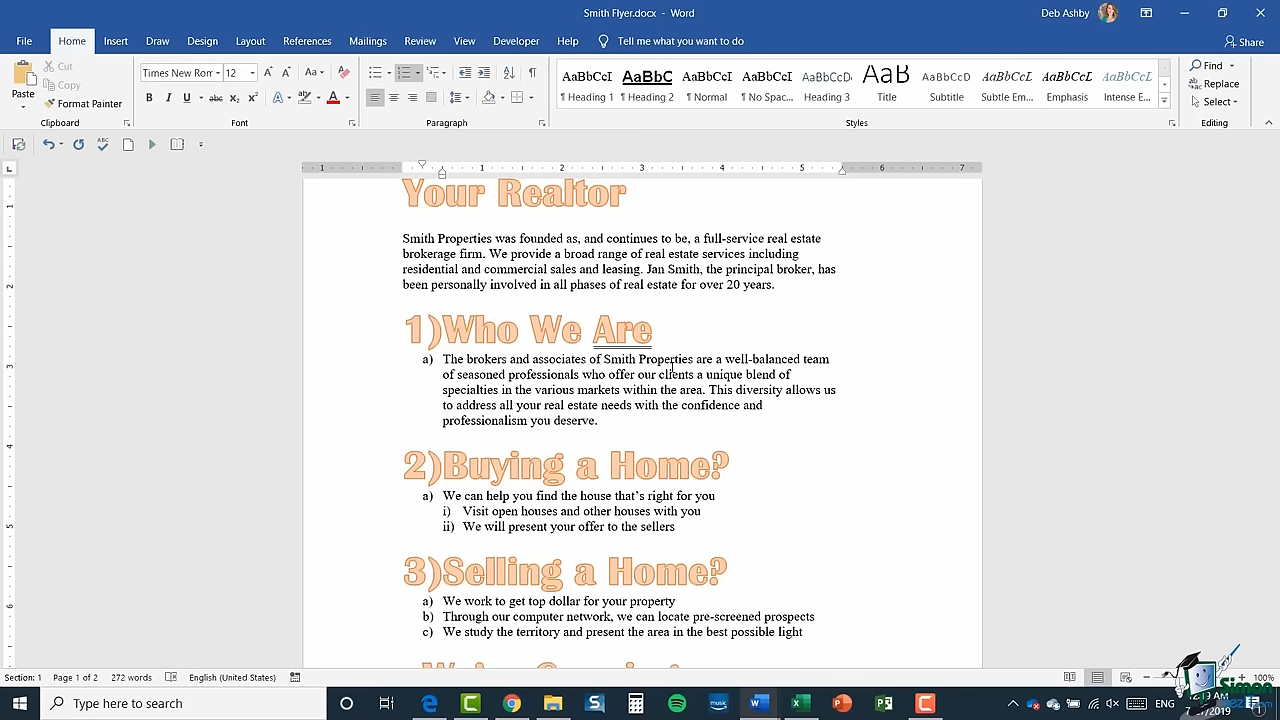 Smith Flyer.docx - Word
Deb Ashby
File Home Insert Draw Design Layout References Mailings Review View Developer Help Tell me what you want to do
Share
Paste
Cut
Copy
Format Painter
Clipboard
Times New Rom 12
Font
Paragraph
AaBbCcI AaBbC AaBbCcI AaBbCcI AaBbCcD AaB AaBbCcD AaBbCcL AaBbCcL AaBbCcL
¶ Heading 1 ¶ Heading 2 ¶ Normal ¶ No Spac... Heading 3 Title Subtitle Subtle Em... Emphasis Intense E...
Styles
Find
Replace
Select
Editing
Your Realtor
Smith Properties was founded as, and continues to be, a full-service real estate
brokerage firm. We provide a broad range of real estate services including
residential and commercial sales and leasing. Jan Smith, the principal broker, has
been personally involved in all phases of real estate for over 20 years.
1)Who We Are
a) The brokers and associates of Smith Properties are a well-balanced team
of seasoned professionals who offer our clients a unique blend of
specialties in the various markets within the area. This diversity allows us
to address all your real estate needs with the confidence and
professionalism you deserve.
2)Buying a Home?
a) We can help you find the house that's right for you
i) Visit open houses and other houses with you
ii) We will present your offer to the sellers
3)Selling a Home?
a) We work to get top dollar for your property
b) Through our computer network, we can locate pre-screened prospects
c) We study the territory and present the area in the best possible light
Section: 1 Page 1 of 2 272 words English (United States)
100%
Type here to search
ENG
Simon